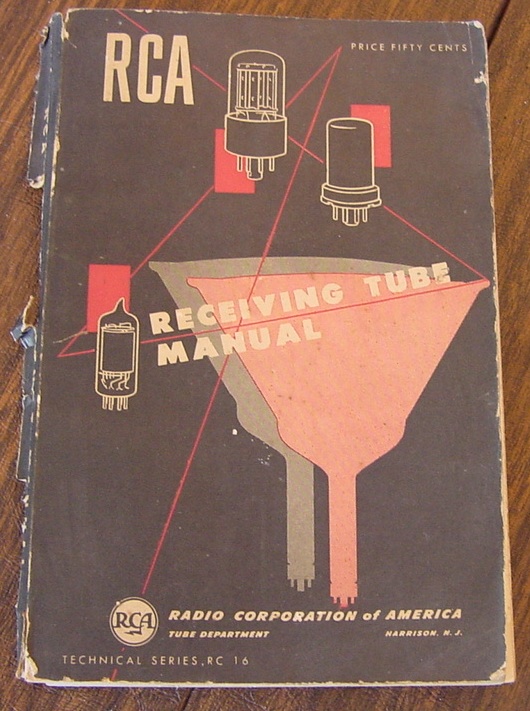 RCA
PRICE FIFTY CENTS
RECEIVING TUBE
MANUAL
RCA
RADIO CORPORATION of AMERICA
TUBE DEPARTMENT HARRISON, N. J.
TECHNICAL SERIES, RC 16